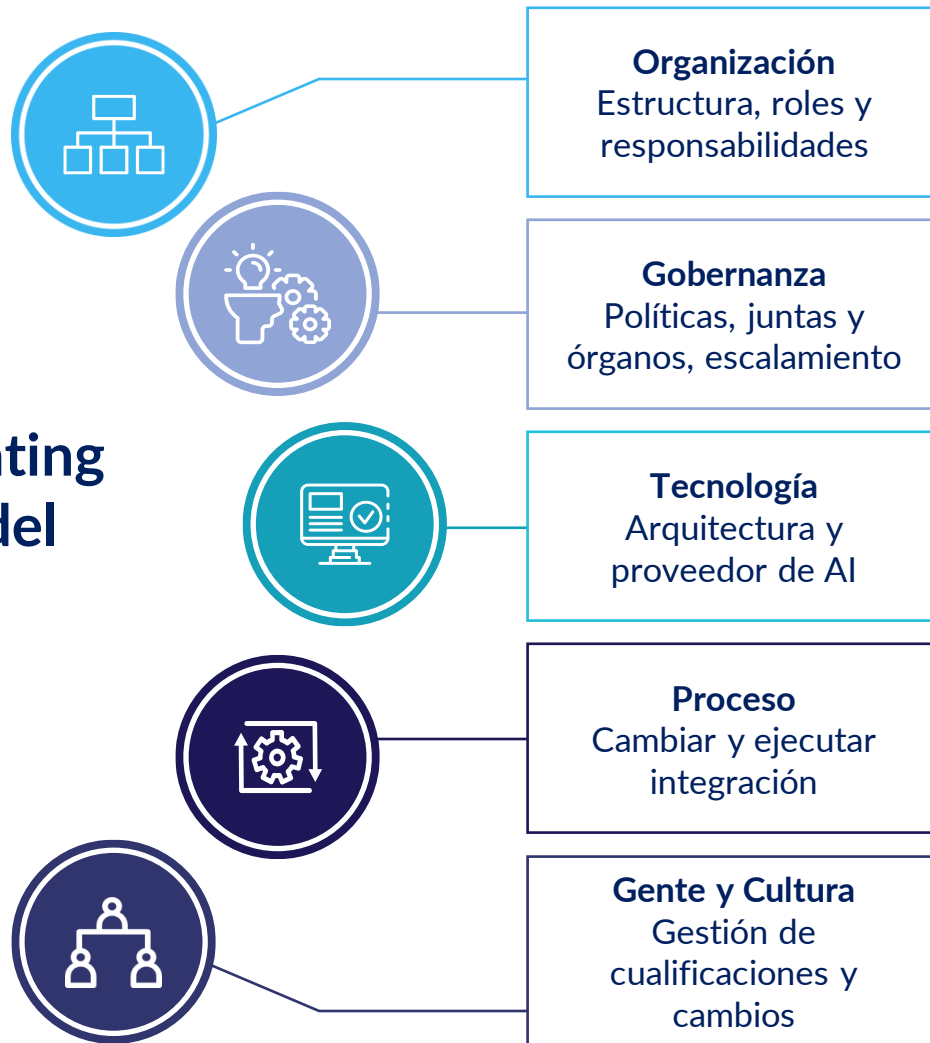 Organización
Estructura, roles y
responsabilidades
Gobernanza
Políticas, juntas y
órganos, escalamiento
ating
del
Tecnología
Arquitectura y
proveedor de AI
Proceso
Cambiar y ejecutar
integración
Gente y Cultura
Gestión de
cualificaciones y
cambios